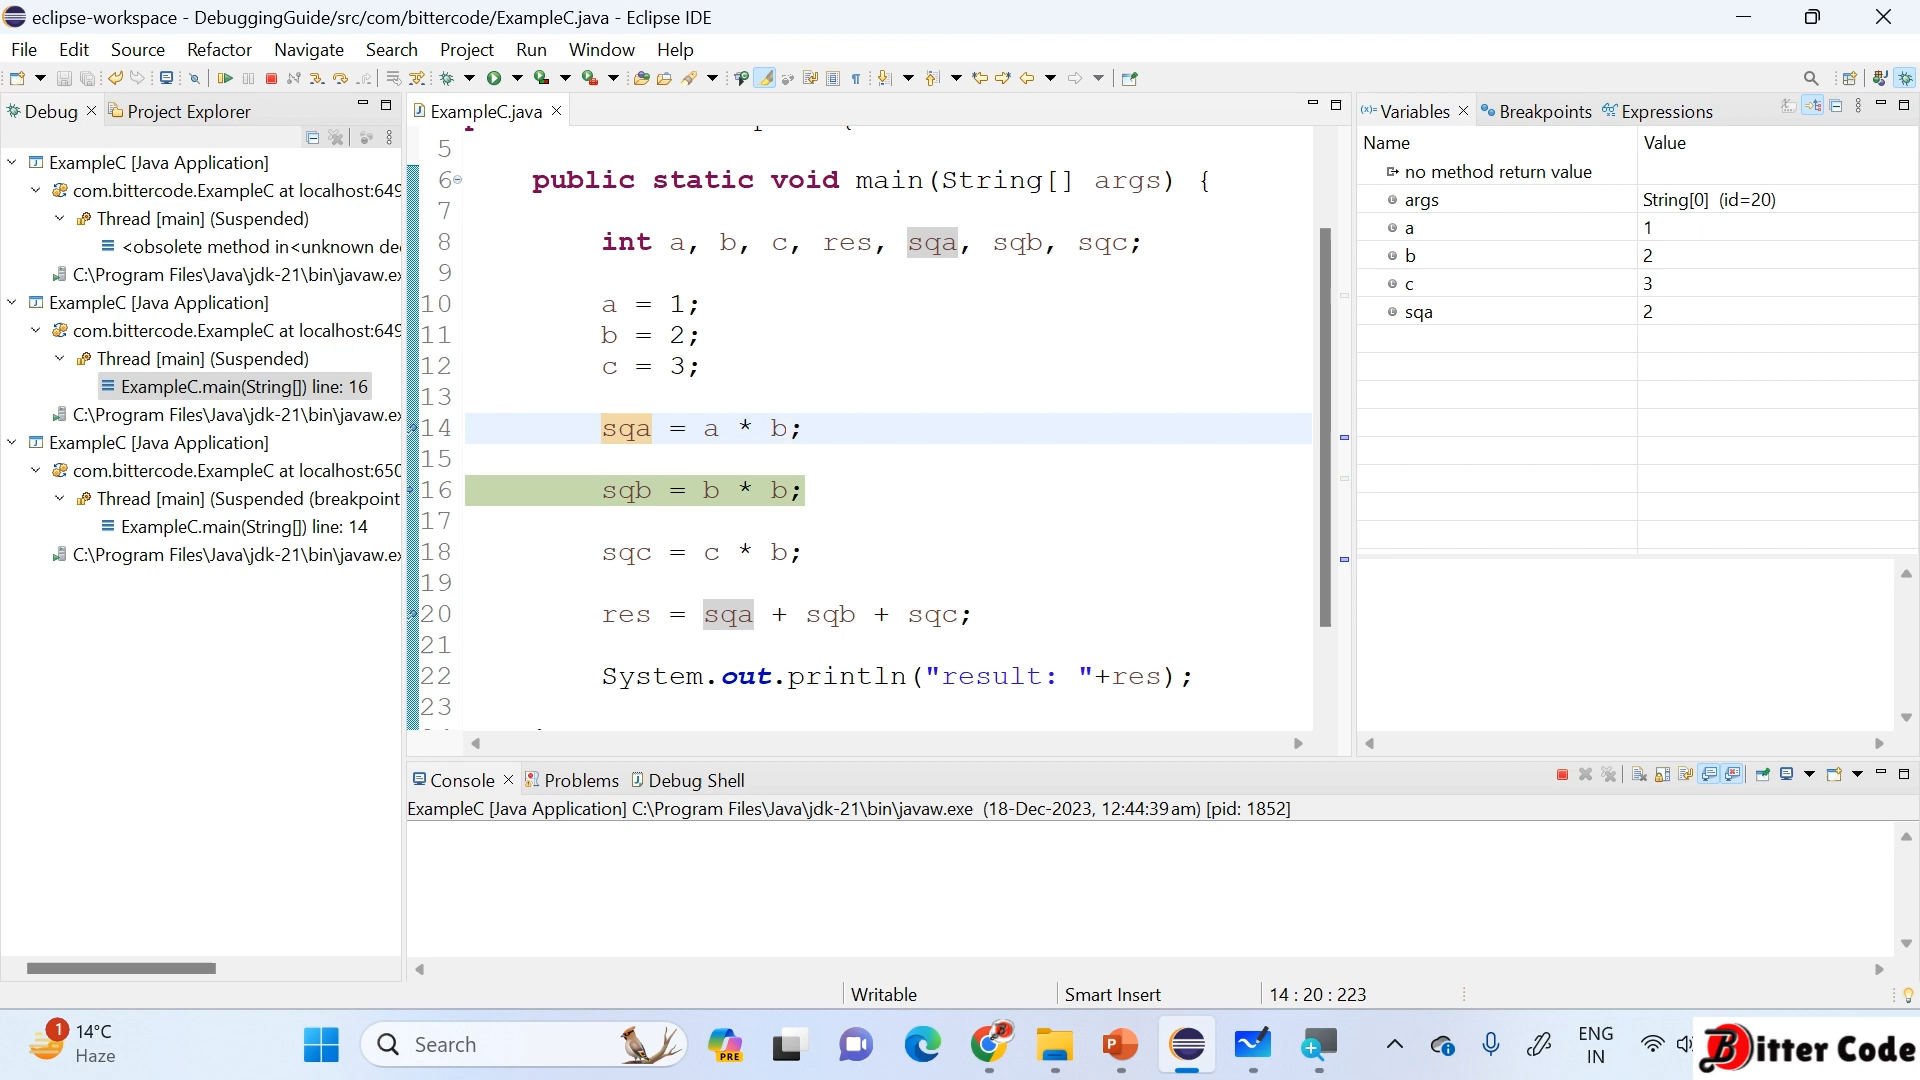 eclipse-workspace - DebuggingGuide/src/com/bittercode/ExampleC.java - Eclipse IDE
File Edit Source Refactor Navigate Search Project Run Window Help
Debug Project Explorer
ExampleC [Java Application]
com.bittercode.ExampleC at localhost:649
Thread [main] (Suspended)
<obsolete method in<unknown de
C:\Program Files\Java\jdk-21\bin\javaw.ex
ExampleC [Java Application]
com.bittercode.ExampleC at localhost:649
Thread [main] (Suspended)
ExampleC.main(String[]) line: 16
C:\Program Files\Java\jdk-21\bin\javaw.ex
ExampleC [Java Application]
com.bittercode.ExampleC at localhost:650
Thread [main] (Suspended (breakpoint
ExampleC.main(String[]) line: 14
C:\Program Files\Java\jdk-21\bin\javaw.ex
ExampleC.java
5
6 public static void main(String[] args) {
7
8 int a, b, c, res, sqa, sqb, sqc;
9
10 a = 1;
11 b = 2;
12 c = 3;
13
14 sqa = a * b;
15
16 sqb = b * b;
17
18 sqc = c * b;
19
20 res = sqa + sqb + sqc;
21
22 System.out.println("result: "+res);
23
Variables Breakpoints Expressions
Name Value
no method return value
args String[0] (id=20)
a 1
b 2
c 3
sqa 2
Console Problems Debug Shell
ExampleC [Java Application] C:\Program Files\Java\jdk-21\bin\javaw.exe (18-Dec-2023, 12:44:39 am) [pid: 1852]
Writable Smart Insert 14 : 20 : 223
1 14°C
Haze
Search
PRE
ENG
IN
Bitter Code